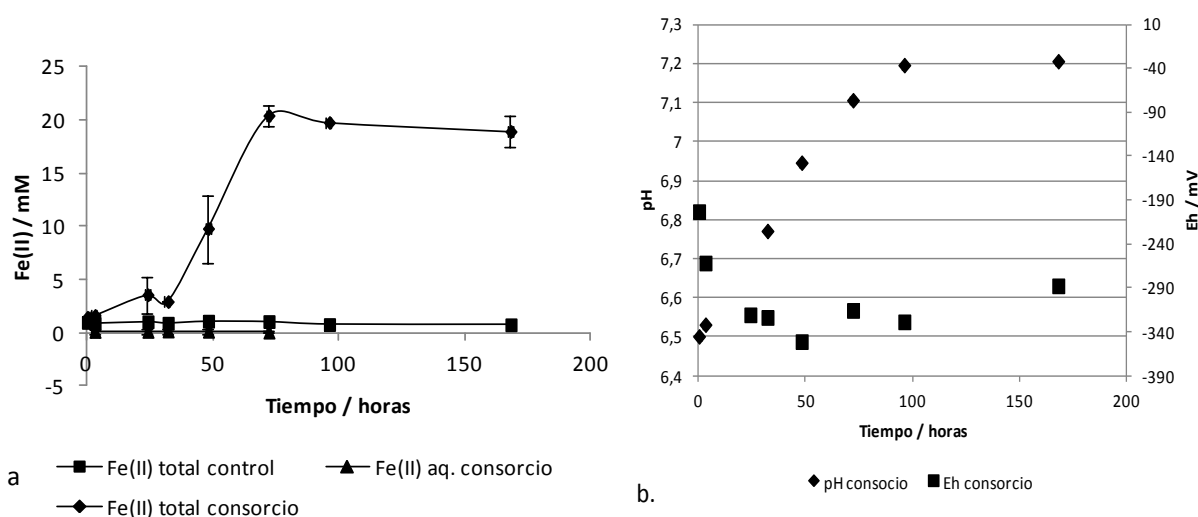 25
20
15
10
5
0
-5
Fe(II) / mM
0 50 100 150 200
Tiempo / horas
Fe(II) total control Fe(II) aq. consorcio
Fe(II) total consorcio
a
7,3
7,2
7,1
7
6,9
6,8
6,7
6,6
6,5
6,4
pH
10
-40
-90
-140
-190
-240
-290
-340
-390
Eh / mV
0 50 100 150 200
Tiempo / horas
pH consocio Eh consorcio
b.